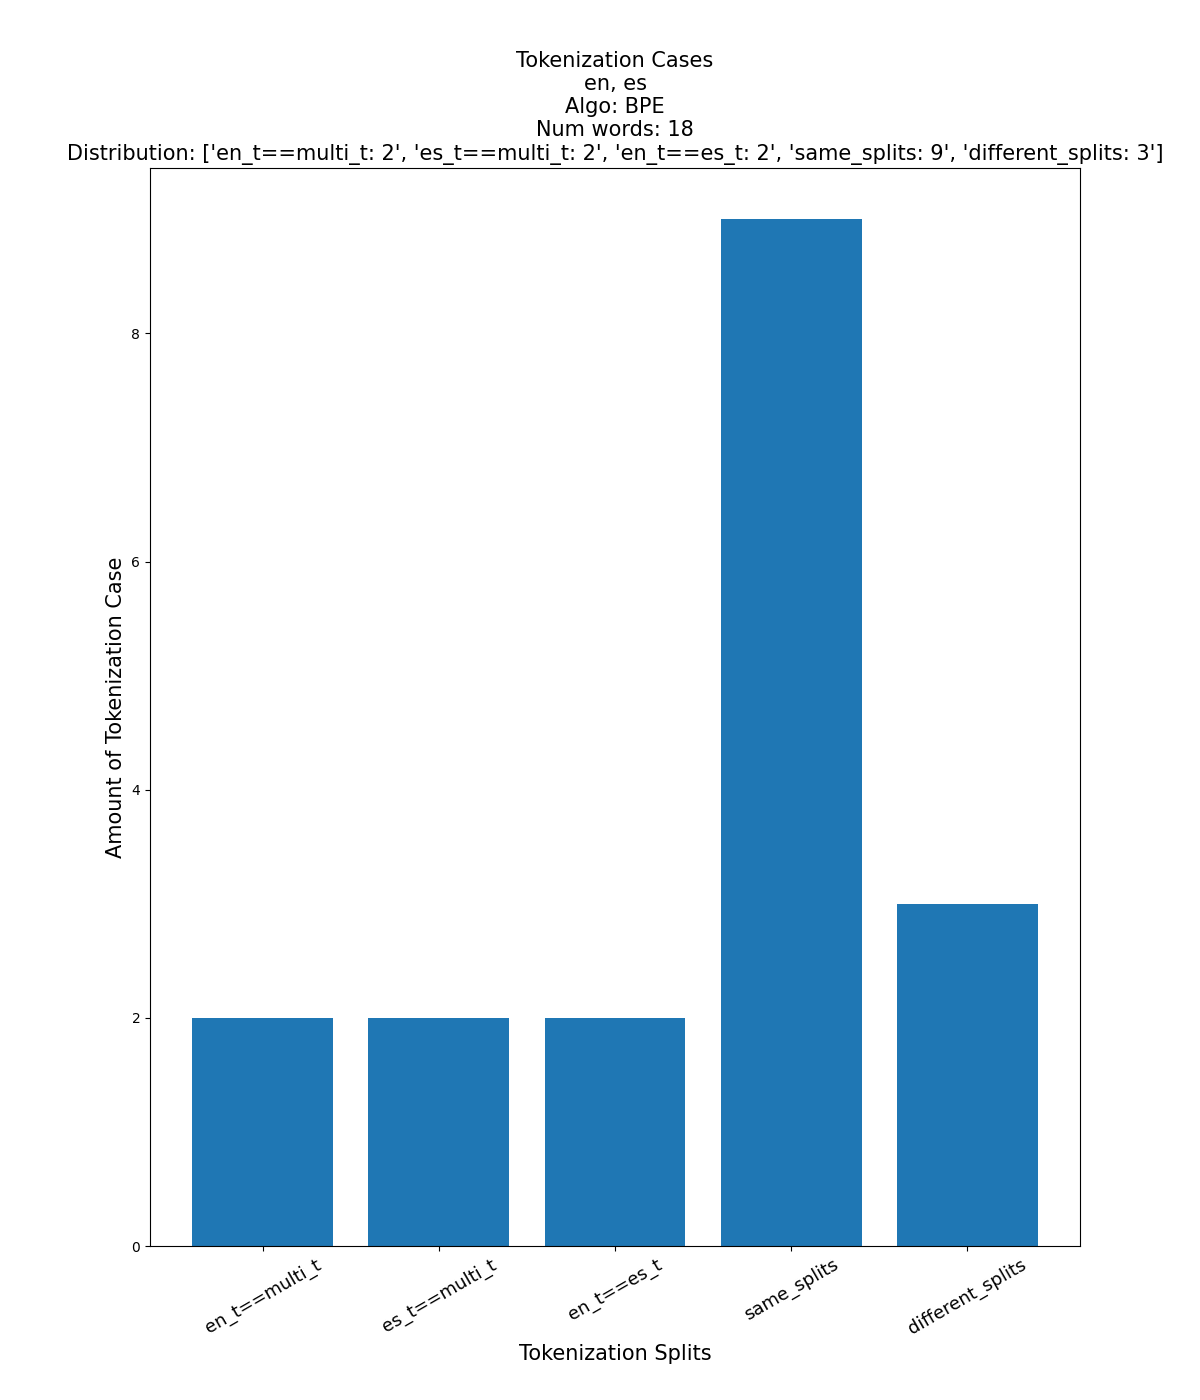 Tokenization Cases
en, es
Algo: BPE
Num words: 18
Distribution: ['en_t==multi_t: 2', 'es_t==multi_t: 2', 'en_t==es_t: 2', 'same_splits: 9', 'different_splits: 3']
Amount of Tokenization Case
8
6
4
2
0
en_t==multi_t
es_t==multi_t
en_t==es_t
same_splits
different_splits
Tokenization Splits